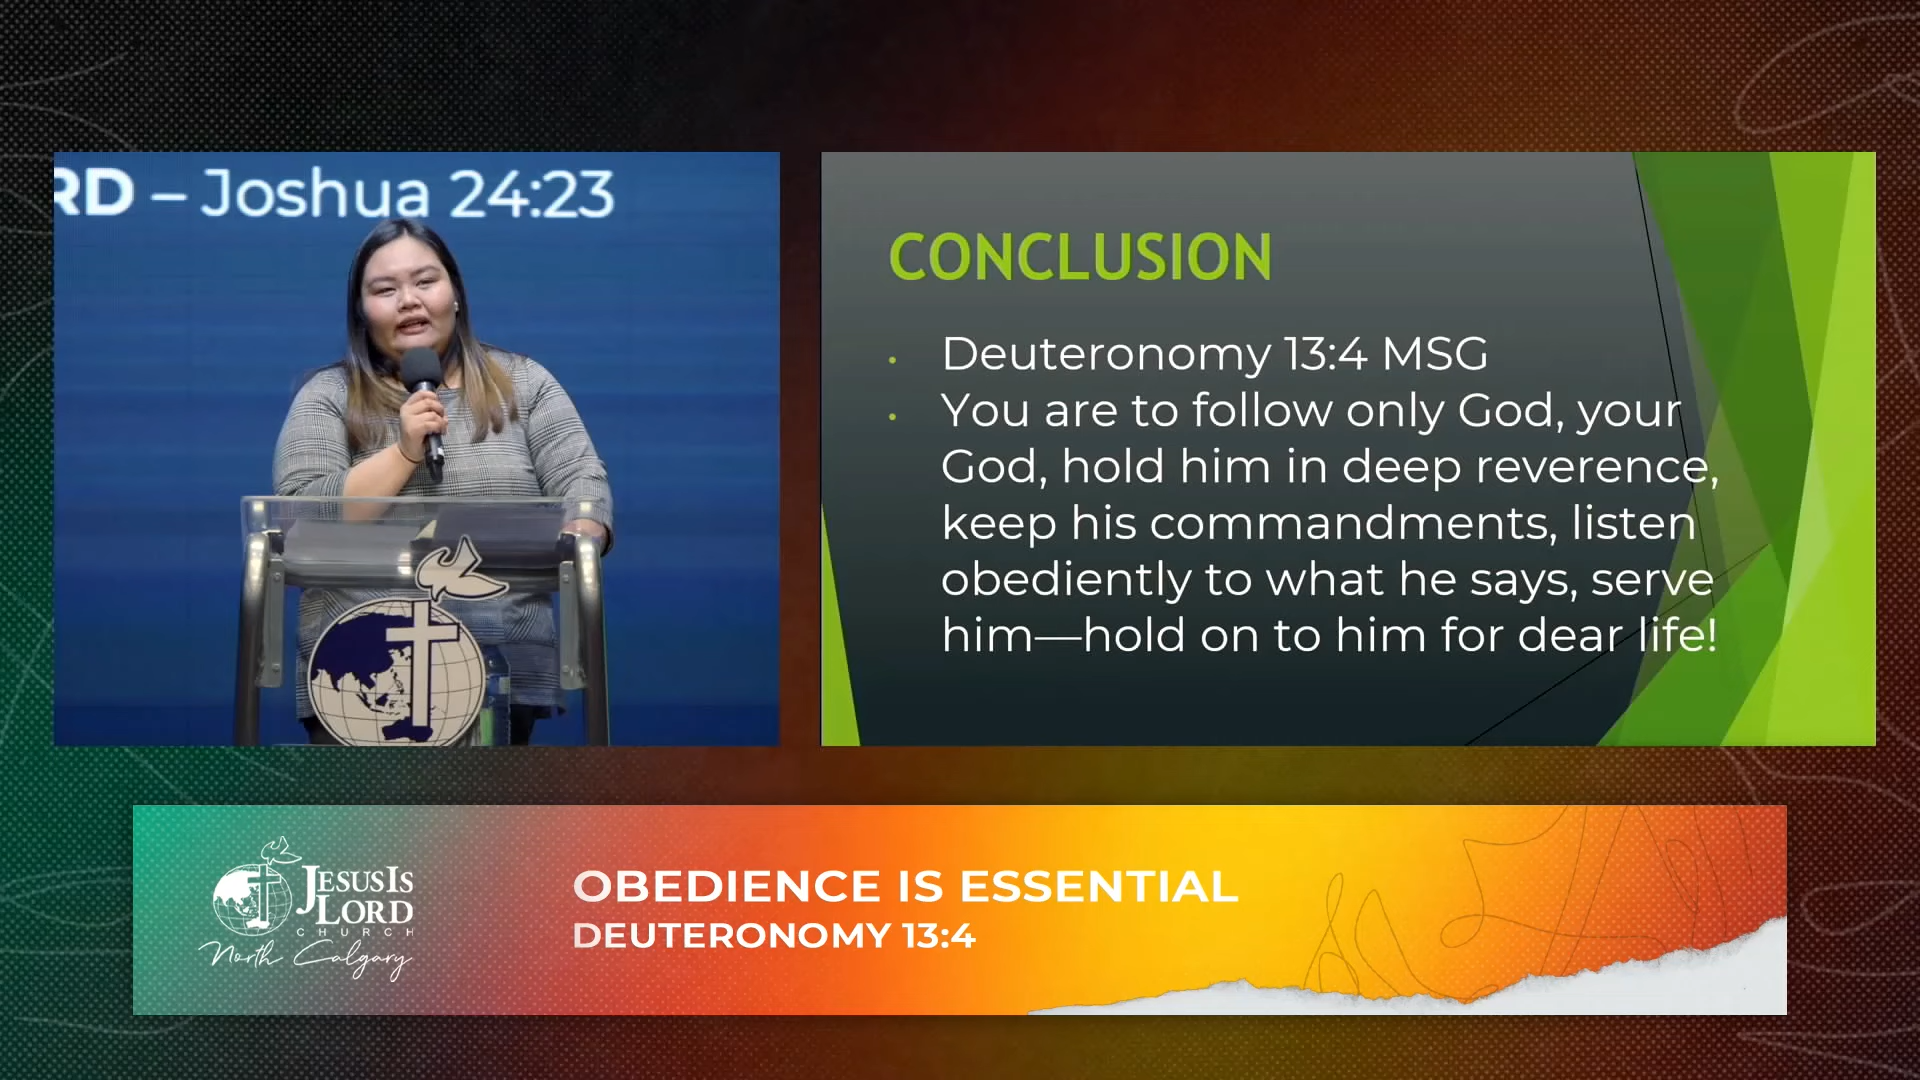 RD – Joshua 24:23
CONCLUSION
• Deuteronomy 13:4 MSG
• You are to follow only God, your
God, hold him in deep reverence,
keep his commandments, listen
obediently to what he says, serve
him—hold on to him for dear life!
JESUS IS
LORD
CHURCH
North Calgary
OBEDIENCE IS ESSENTIAL
DEUTERONOMY 13:4